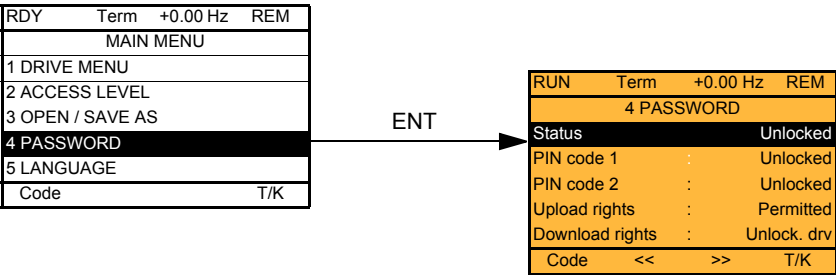 RDY Term +0.00 Hz REM
MAIN MENU
1 DRIVE MENU
2 ACCESS LEVEL
3 OPEN / SAVE AS
4 PASSWORD
5 LANGUAGE
Code T/K
ENT
RUN Term +0.00 Hz REM
4 PASSWORD
Status Unlocked
PIN code 1 : Unlocked
PIN code 2 : Unlocked
Upload rights : Permitted
Download rights : Unlock. drv
Code << >> T/K